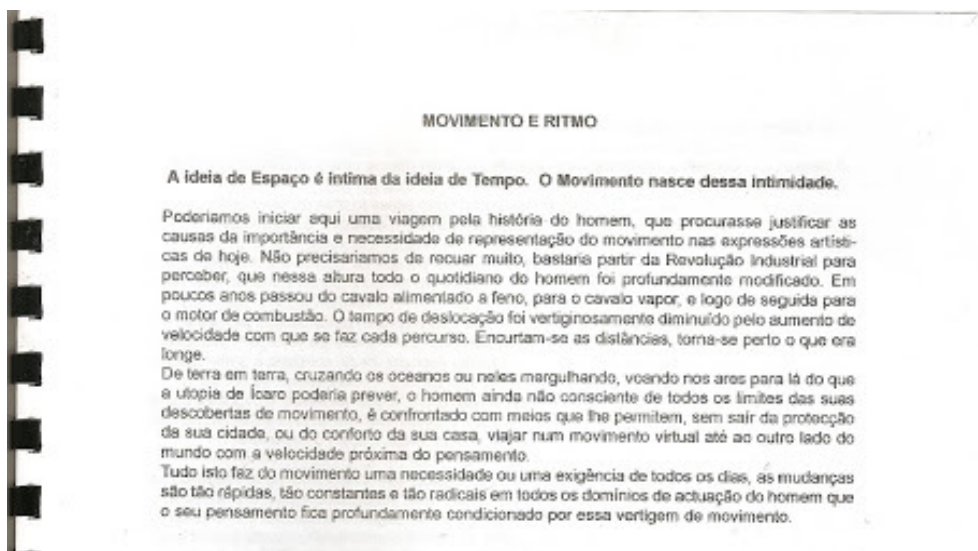 MOVIMENTO E RITMO
A ideia de Espaço é íntima da ideia de Tempo. O Movimento nasce dessa intimidade.
Poderíamos iniciar aqui uma viagem pela história do homem, que procurasse justificar as
causas da importância e necessidade de representação do movimento nas expressões artísti-
cas de hoje. Não precisaríamos de recuar muito, bastaria partir da Revolução Industrial para
perceber, que nessa altura todo o quotidiano do homem foi profundamente modificado. Em
poucos anos passou do cavalo alimentado a feno, para o cavalo vapor, e logo de seguida para
o motor de combustão. O tempo de deslocação foi vertiginosamente diminuído pelo aumento de
velocidade com que se faz cada percurso. Encurtam-se as distâncias, torna-se perto o que era
longe.
De terra em terra, cruzando os oceanos ou neles mergulhando, voando nos ares para lá do que
a utopia de Ícaro poderia prever, o homem ainda não consciente de todos os limites das suas
descobertas de movimento, é confrontado com meios que lhe permitem, sem sair da protecção
da sua cidade, ou do conforto da sua casa, viajar num movimento virtual até ao outro lado do
mundo com a velocidade próxima do pensamento.
Tudo isto faz do movimento uma necessidade ou uma exigência de todos os dias, as mudanças
são tão rápidas, tão constantes e tão radicais em todos os domínios de actuação do homem que
o seu pensamento fica profundamente condicionado por essa vertigem de movimento.